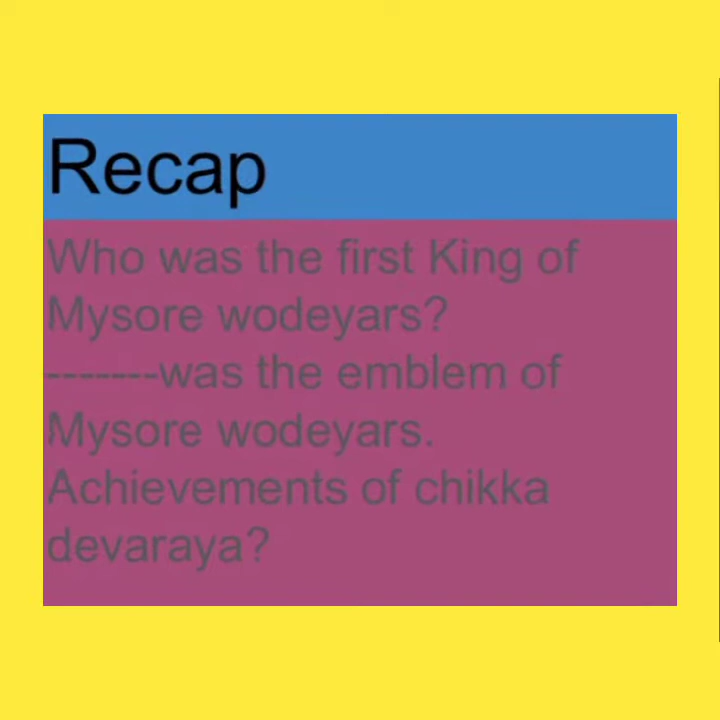 Recap
Who was the first King of
Mysore wodeyars?
-------was the emblem of
Mysore wodeyars.
Achievements of chikka
devaraya?